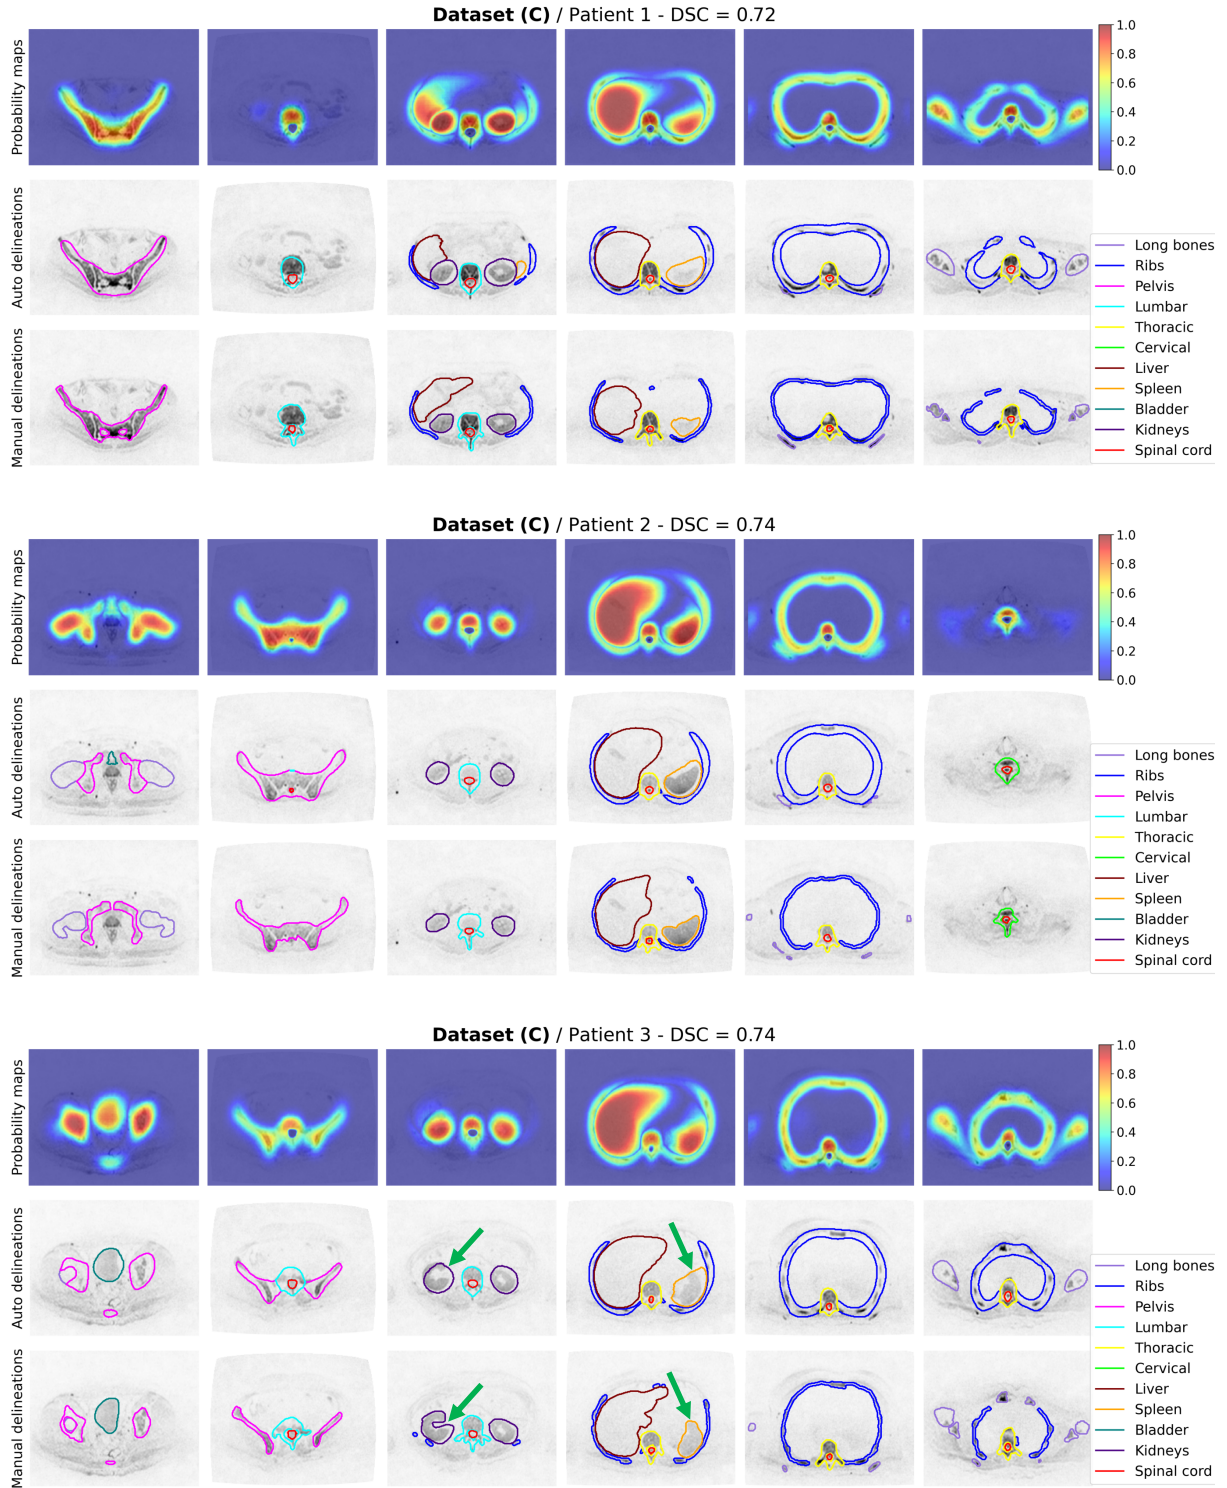 Dataset (C) / Patient 1 - DSC = 0.72
Probability maps
1.0
0.8
0.6
0.4
0.2
0.0
Auto delineations
Manual delineations
Long bones
Ribs
Pelvis
Lumbar
Thoracic
Cervical
Liver
Spleen
Bladder
Kidneys
Spinal cord
Dataset (C) / Patient 2 - DSC = 0.74
Probability maps
1.0
0.8
0.6
0.4
0.2
0.0
Auto delineations
Manual delineations
Long bones
Ribs
Pelvis
Lumbar
Thoracic
Cervical
Liver
Spleen
Bladder
Kidneys
Spinal cord
Dataset (C) / Patient 3 - DSC = 0.74
Probability maps
1.0
0.8
0.6
0.4
0.2
0.0
Auto delineations
Manual delineations
Long bones
Ribs
Pelvis
Lumbar
Thoracic
Cervical
Liver
Spleen
Bladder
Kidneys
Spinal cord